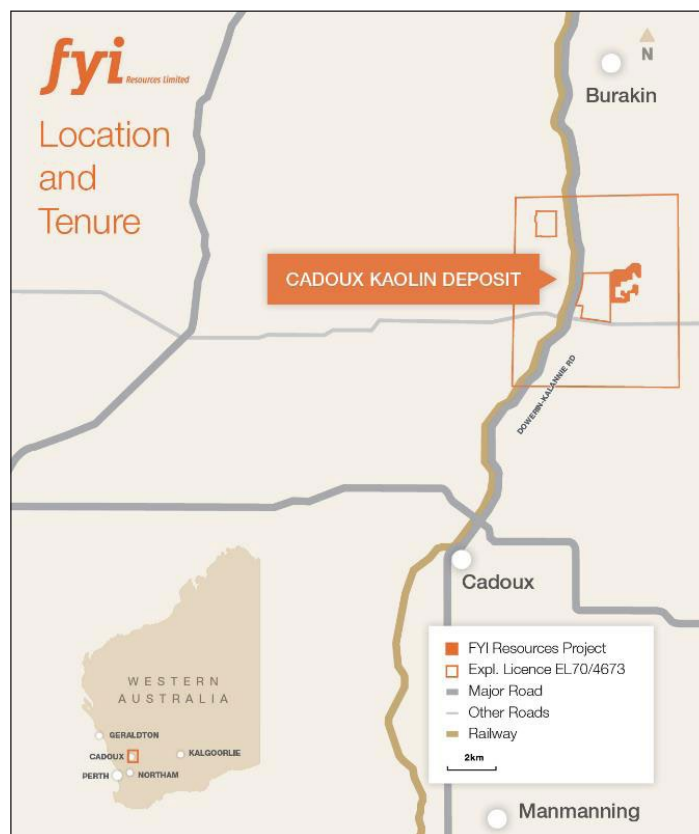 fyi Resources Limited
Location
and
Tenure
N
Burakin
CADOUX KAOLIN DEPOSIT
DOWERIN-KALANNIE RD
Cadoux
WESTERN
AUSTRALIA
GERALDTON
CADOUX
KALGOORLIE
PERTH
NORTHAM
FYI Resources Project
Expl. Licence EL70/4673
Major Road
Other Roads
Railway
2km
Manmanning